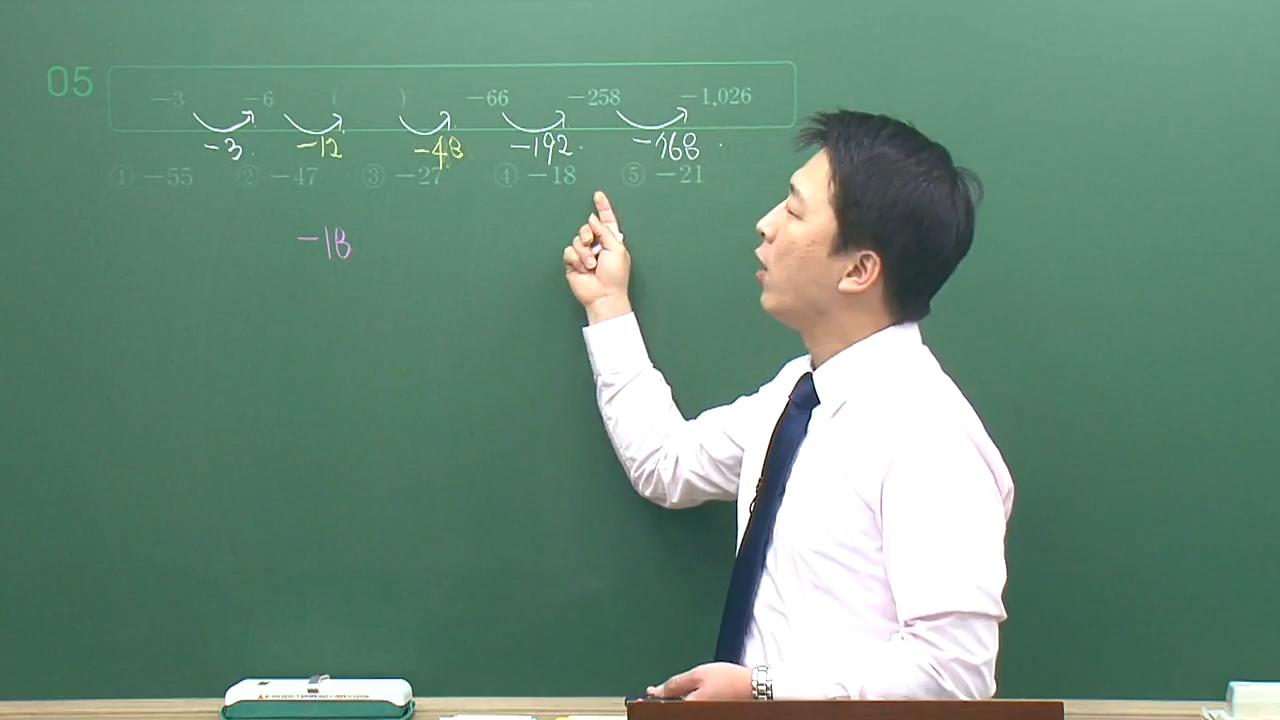 05
-3 -6 ( ) -66 -258 -1,026
-3 -12 -48 -192 -768
① -55 ② -47 ③ -27 ④ -18 ⑤ -21
-18